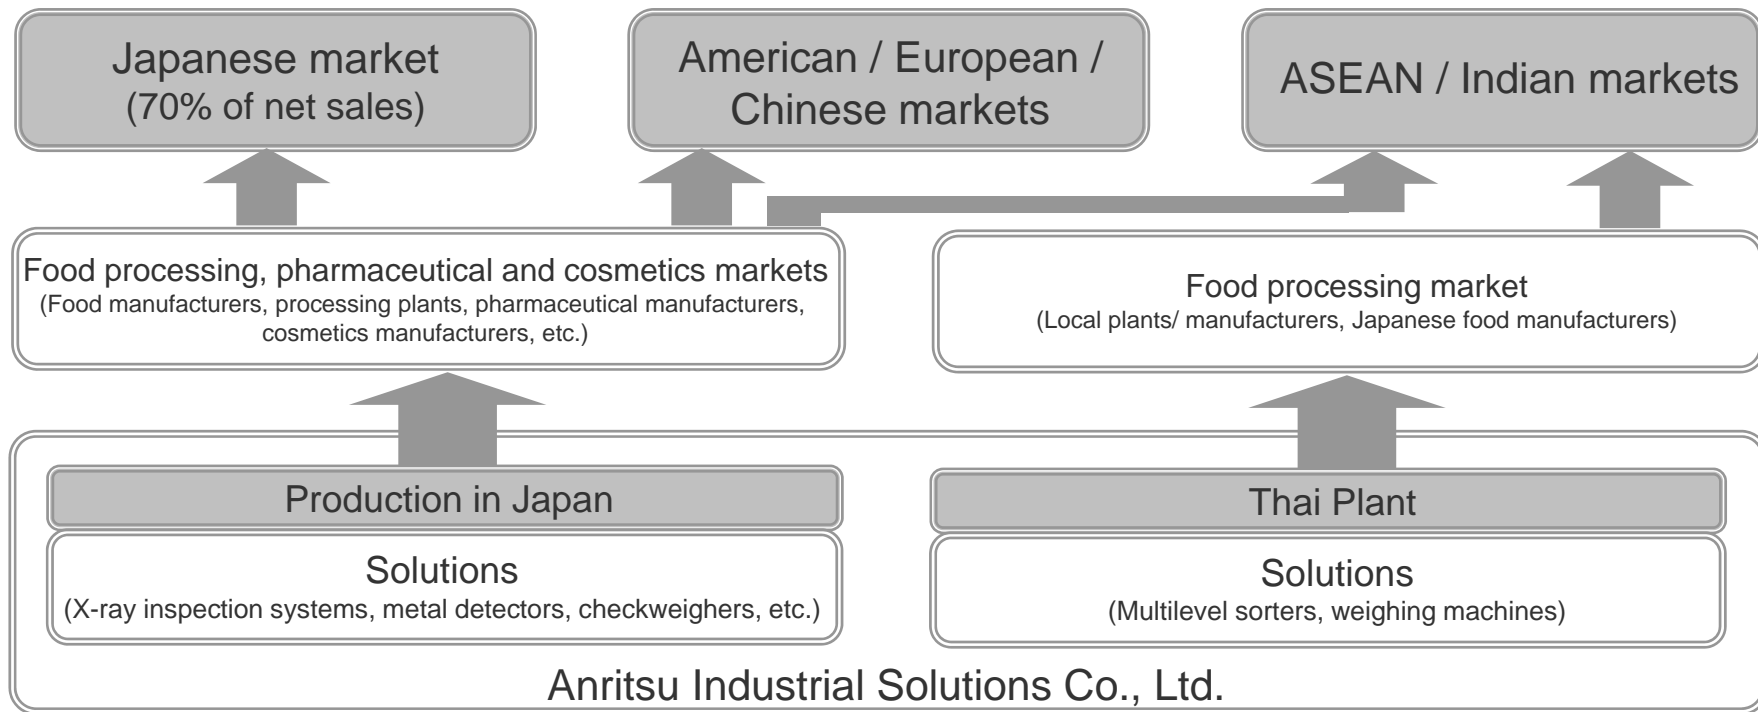 Japanese market
(70% of net sales)
American / European /
Chinese markets
ASEAN / Indian markets
Food processing, pharmaceutical and cosmetics markets
(Food manufacturers, processing plants, pharmaceutical manufacturers,
cosmetics manufacturers, etc.)
Food processing market
(Local plants/ manufacturers, Japanese food manufacturers)
Production in Japan
Solutions
(X-ray inspection systems, metal detectors, checkweighers, etc.)
Thai Plant
Solutions
(Multilevel sorters, weighing machines)
Anritsu Industrial Solutions Co., Ltd.